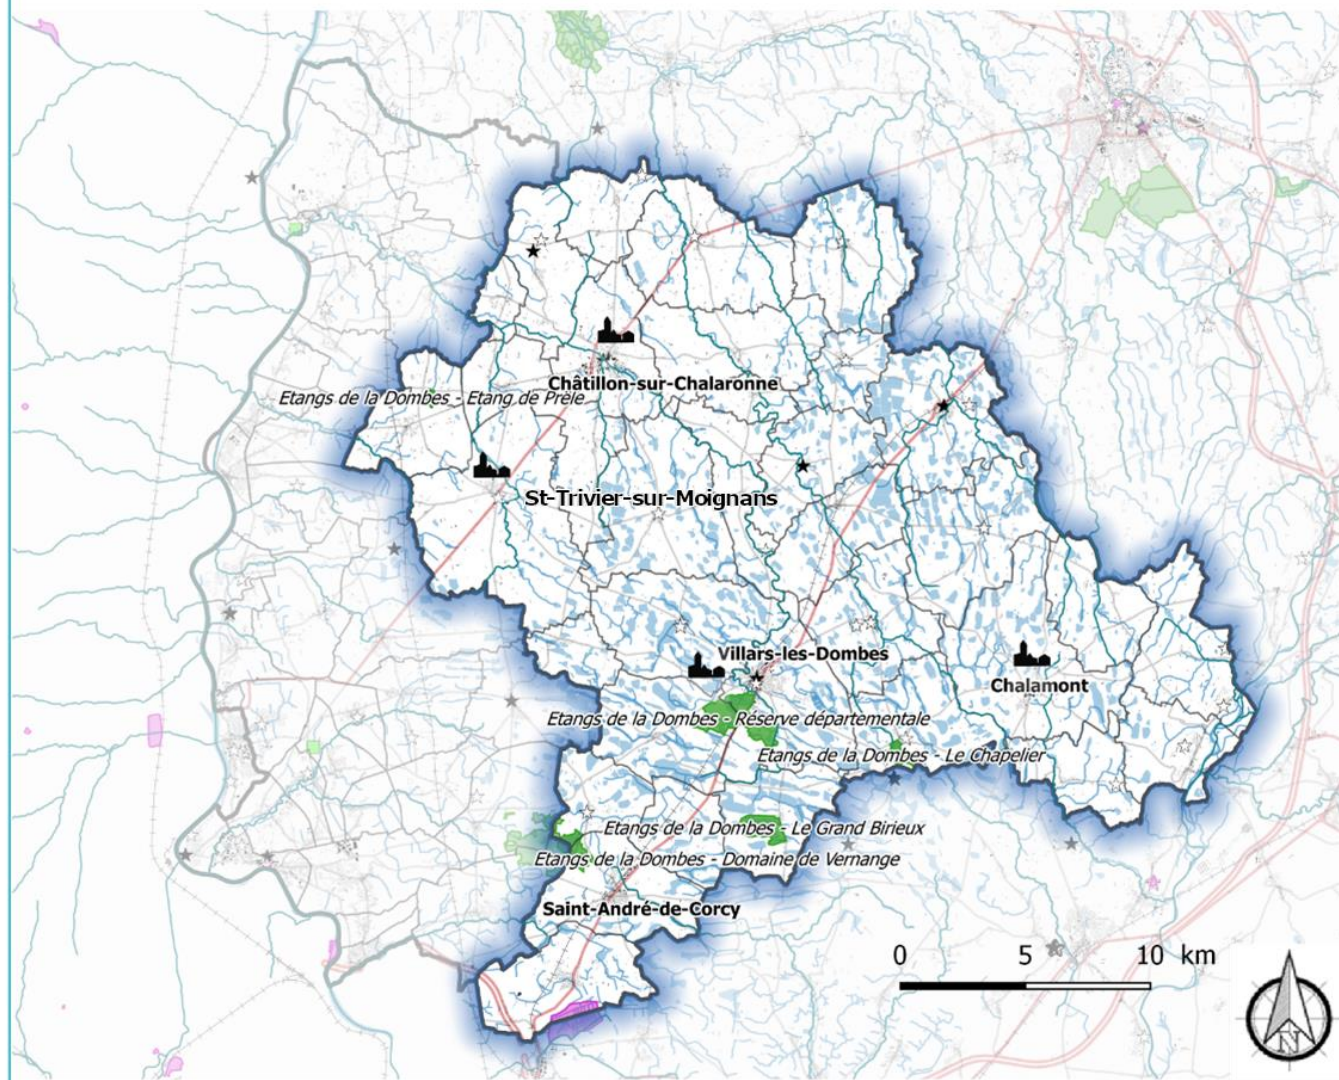 Châtillon-sur-Chalaronne
Etangs de la Dombes - Etang de Prêle
St-Trivier-sur-Moignans
Villars-les-Dombes
Chalamont
Etangs de la Dombes - Réserve départementale
Etangs de la Dombes - Le Chapelier
Etangs de la Dombes - Le Grand Birieux
Etangs de la Dombes - Domaine de Vernange
Saint-André-de-Corcy
0 5 10 km
N